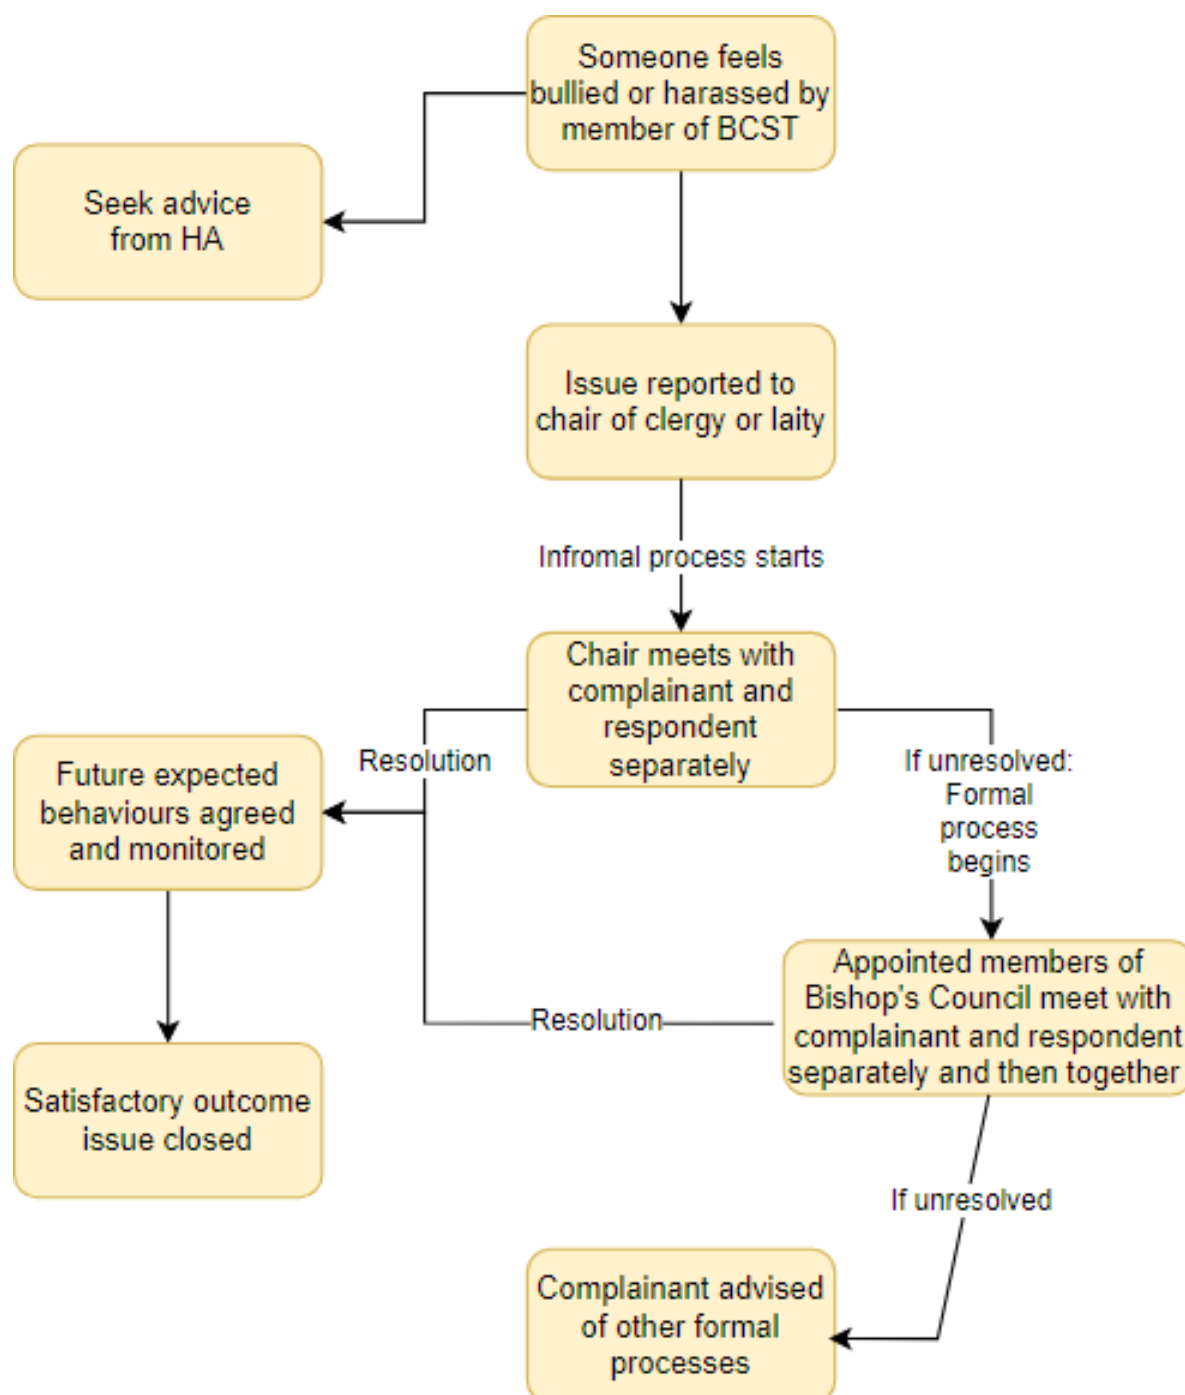 Someone feels
bullied or harassed by
member of BCST
Seek advice
from HA
Issue reported to
chair of clergy or laity
Infromal process starts
Chair meets with
complainant and
respondent
separately
Resolution
If unresolved:
Formal
process
begins
Future expected
behaviours agreed
and monitored
Appointed members of
Bishop's Council meet with
complainant and respondent
separately and then together
Resolution
Satisfactory outcome
issue closed
If unresolved
Complainant advised
of other formal
processes